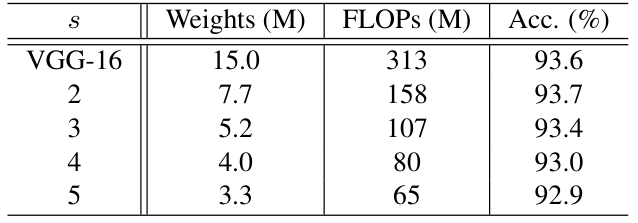 s Weights (M) FLOPs (M) Acc. (%)
VGG-16 15.0 313 93.6
2 7.7 158 93.7
3 5.2 107 93.4
4 4.0 80 93.0
5 3.3 65 92.9